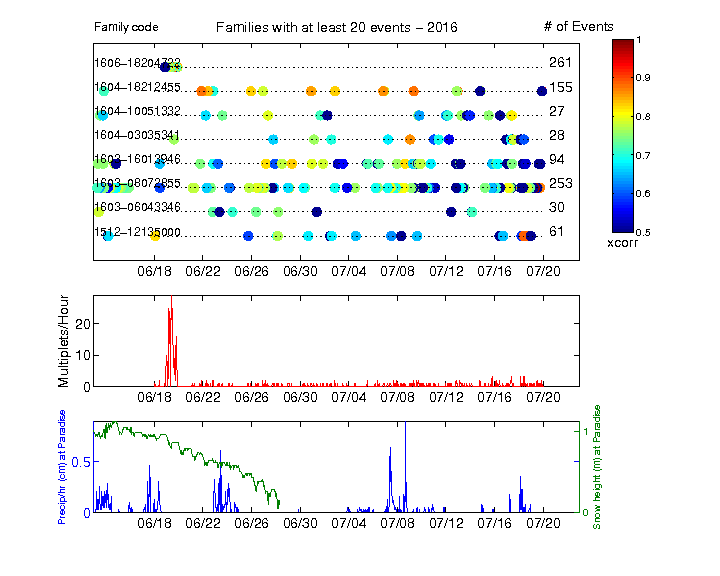 Family code Families with at least 20 events − 2016 # of Events
1606−18204722 261
1604−18212455 155
1604−10051332 27
1604−03035341 28
1603−16013946 94
1603−08072855 253
1603−06043346 30
1512−12135000 61
06/18 06/22 06/26 06/30 07/04 07/08 07/12 07/16 07/20
1
0.9
0.8
0.7
0.6
0.5
xcorr
Multiplets/Hour
20
10
0
06/18 06/22 06/26 06/30 07/04 07/08 07/12 07/16 07/20
Precip/hr (cm) at Paradise
0.5
0
1
0
Snow height (m) at Paradise
06/18 06/22 06/26 06/30 07/04 07/08 07/12 07/16 07/20